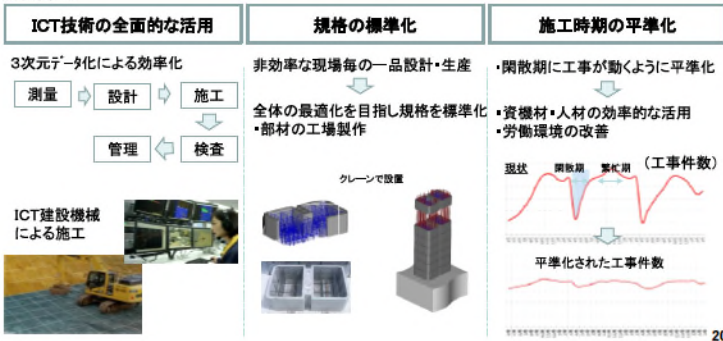 ICT技術の全面的な活用
3次元データ化による効率化
測量
設計
施工
管理
検査
ICT建設機械
による施工
規格の標準化
非効率な現場毎の一品設計・生産
全体の最適化を目指し規格を標準化
・部材の工場製作
クレーンで設置
施工時期の平準化
・閑散期に工事が動くように平準化
・資機材・人材の効率的な活用
・労働環境の改善
現状
閑散期
繁忙期
(工事件数)
平準化された工事件数
20